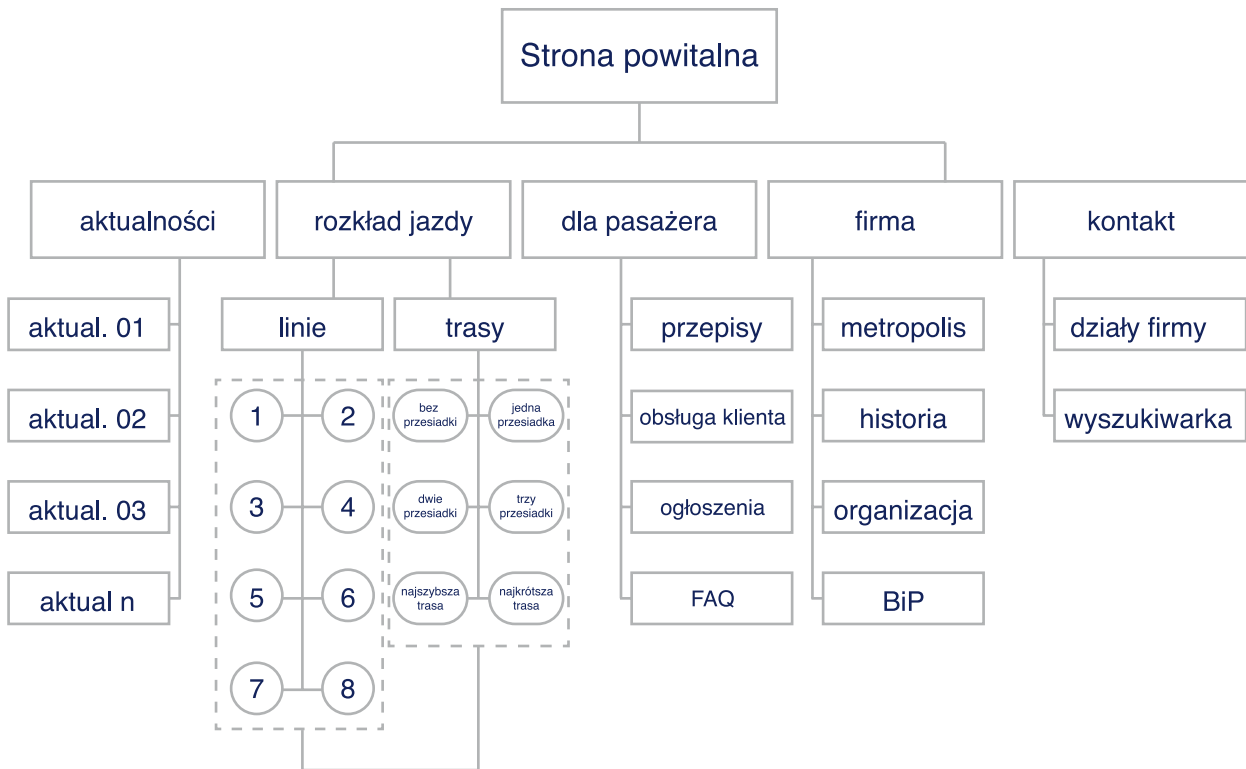 Strona powitalna
aktualności
rozkład jazdy
dla pasażera
firma
kontakt
aktual. 01
linie
trasy
przepisy
metropolis
działy firmy
aktual. 02
1
2
bez
przesiadki
jedna
przesiadka
obsługa klienta
historia
wyszukiwarka
aktual. 03
3
4
dwie
przesiadki
trzy
przesiadki
ogłoszenia
organizacja
aktual n
5
6
najszybsza
trasa
najkrótsza
trasa
FAQ
BiP
7
8